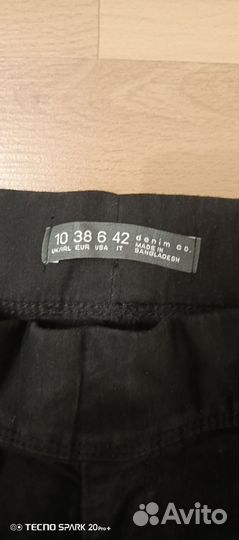 10 38 6 42 denim co.
UK/IRL EUR USA IT MADE IN
BANGLADESH
TECNO SPARK 20Pro+
Avito